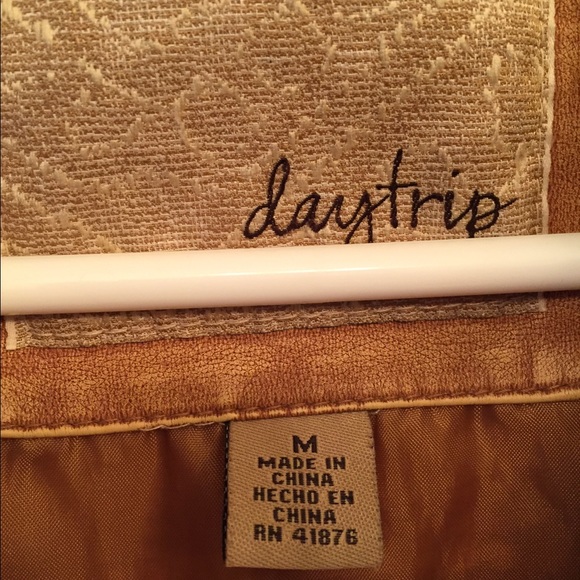 daytrip
M
MADE IN
CHINA
HECHO EN
CHINA
RN 41876